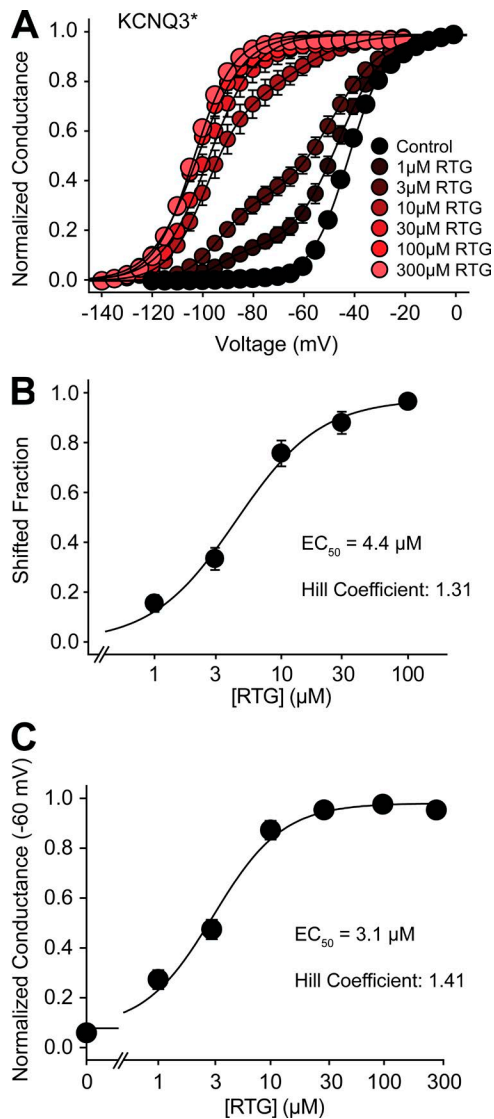 A
KCNQ3*
Normalized Conductance
1.0
0.8
0.6
0.4
0.2
0.0
Control
1µM RTG
3µM RTG
10µM RTG
30µM RTG
100µM RTG
300µM RTG
-140 -120 -100 -80 -60 -40 -20 0
Voltage (mV)
B
Shifted Fraction
1.0
0.8
0.6
0.4
0.2
0.0
EC50 = 4.4 µM
Hill Coefficient: 1.31
1 3 10 30 100
[RTG] (µM)
C
Normalized Conductance (-60 mV)
1.0
0.8
0.6
0.4
0.2
0.0
EC50 = 3.1 µM
Hill Coefficient: 1.41
0 1 3 10 30 100 300
[RTG] (µM)